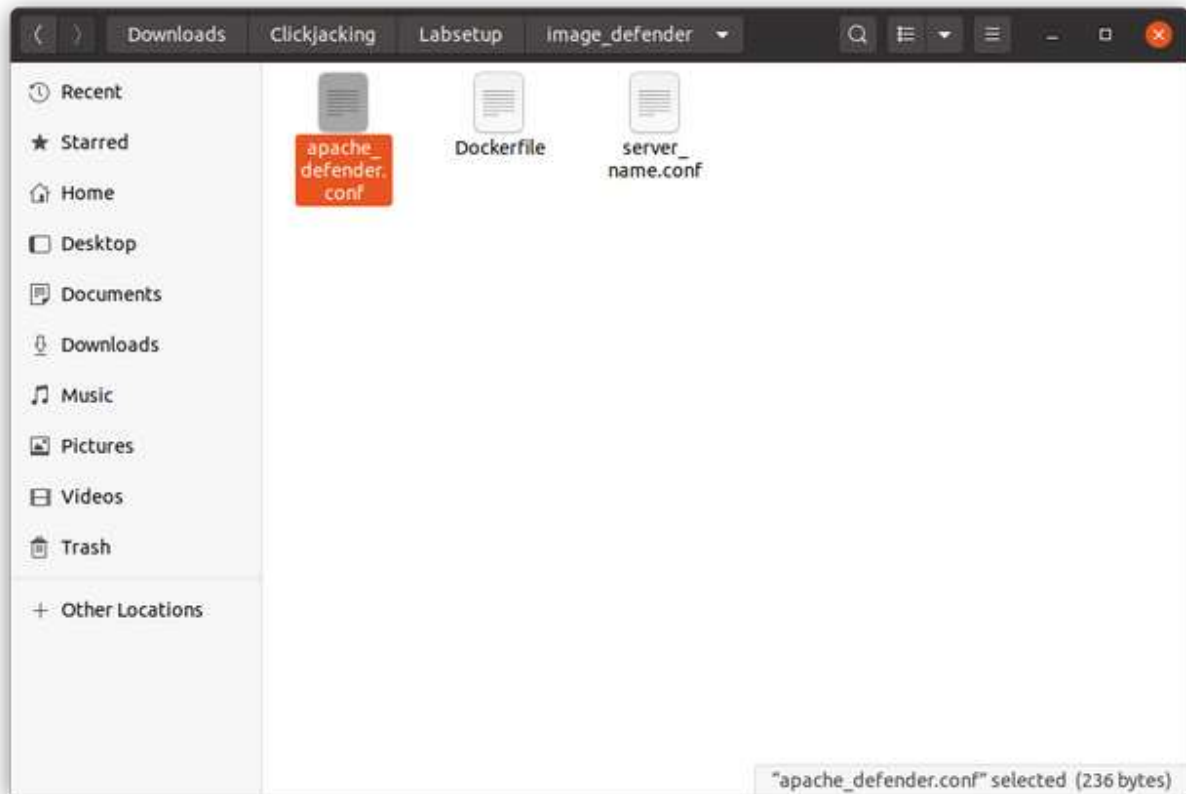 Downloads Clickjacking Labsetup image_defender
Recent
Starred
Home
Desktop
Documents
Downloads
Music
Pictures
Videos
Trash
Other Locations
apache_
defender.
conf
Dockerfile
server_
name.conf
"apache_defender.conf" selected (236 bytes)